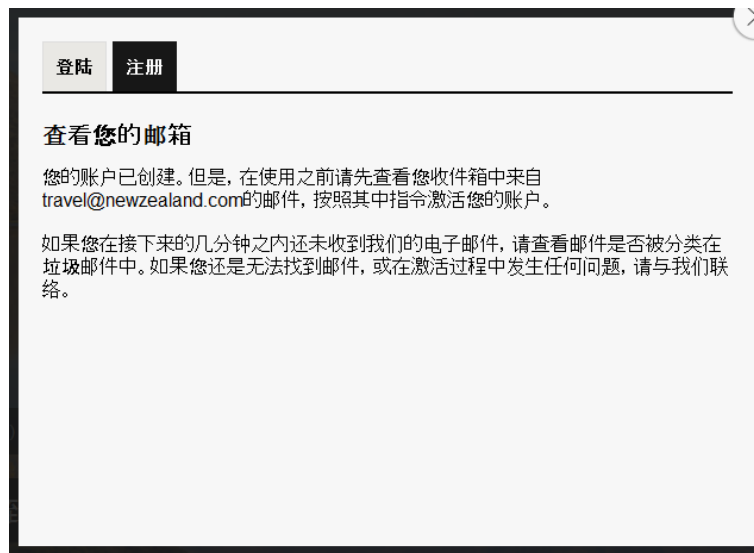 登陆 注册
查看您的邮箱
您的账户已创建。但是, 在使用之前请先查看您收件箱中来自
travel@newzealand.com的邮件, 按照其中指令激活您的账户。
如果您在接下来的几分钟之内还未收到我们的电子邮件, 请查看邮件是否被分类在
垃圾邮件中。如果您还是无法找到邮件, 或在激活过程中发生任何问题, 请与我们联
络。